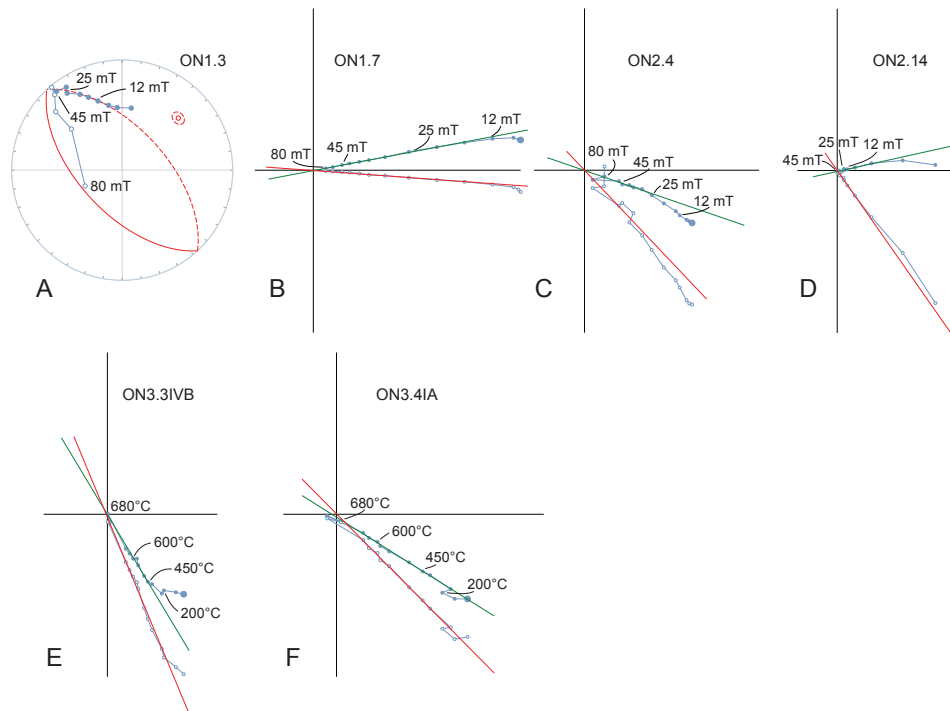 ON1.3
25 mT
12 mT
45 mT
80 mT
A
ON1.7
12 mT
25 mT
45 mT
80 mT
B
ON2.4
80 mT
45 mT
25 mT
12 mT
C
ON2.14
25 mT
12 mT
45 mT
D
ON3.3IVB
680°C
600°C
450°C
200°C
E
ON3.4IA
680°C
600°C
450°C
200°C
F